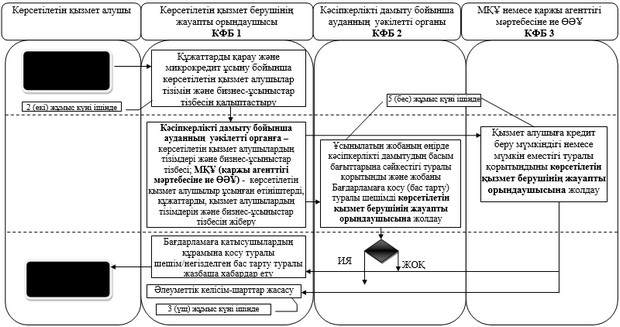 Көрсетілетін қызмет алушы
Көрсетілетін қызмет берушінің
жауапты орындаушысы
КФБ 1
Кәсіпкерлікті дамыту бойынша
ауданның уәкілетті органы
КФБ 2
МҚҰ немесе қаржы агенттігі
мәртебесіне ие ӨӘҰ
КФБ 3
Құжаттарды қарау және
микрокредит ұсыну бойынша
көрсетілетін қызмет алушылар
тізімін және бизнес-ұсыныстар
тізбесін қалыптастыру
2 (екі) жұмыс күні ішінде
5 (бес) жұмыс күні ішінде
Кәсіпкерлікті дамыту бойынша
ауданның уәкілетті органға –
көрсетілетін қызмет алушылардың
тізімдері және бизнес-ұсыныстар
тізбесі; МҚҰ (қаржы агенттігі
мәртебесіне ие ӨӘҰ) - көрсетілетін
қызмет алушылыр ұсынған өтініштерді,
құжаттарды, қызмет алушылардың
тізімдерін және бизнес-ұсыныстар
тізбесін жіберу
Ұсынылатын жобаның өңірде
кәсіпкерлікті дамытудың басым
бағыттарына сәйкестігі туралы
қорытынды және жобаны
Бағдарламаға қосу (бас тарту)
туралы шешімді көрсетілетін
қызмет берушінің жауапты
орындаушысына жолдау
Қызмет алушыға кредит
беру мүмкіндігі немесе
мүмкін еместігі туралы
қорытындыны көрсетілетін
қызмет берушінің жауапты
орындаушысына жолдау
Бағдарламаға қатысушылардың
құрамына қосу туралы
шешім/негізделген бас тарту туралы
жазбаша хабардар ету
ИЯ
ЖОҚ
Әлеуметтік келісім-шарттар жасасу
3 (үш) жұмыс күні ішінде